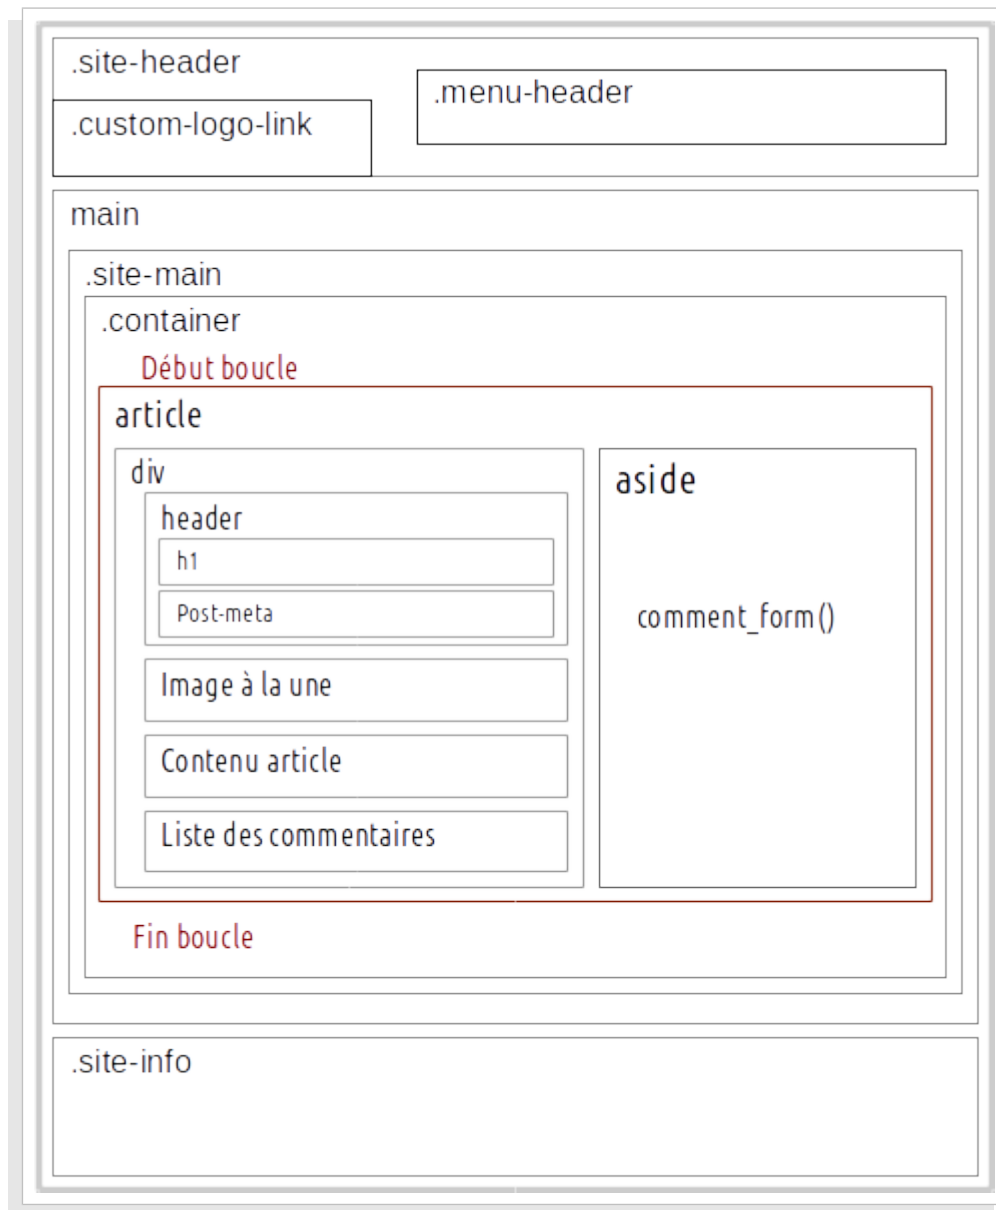 .site-header
.menu-header
.custom-logo-link
main
.site-main
.container
Début boucle
article
div
aside
header
h1
Post-meta
comment_form()
Image à la une
Contenu article
Liste des commentaires
Fin boucle
.site-info